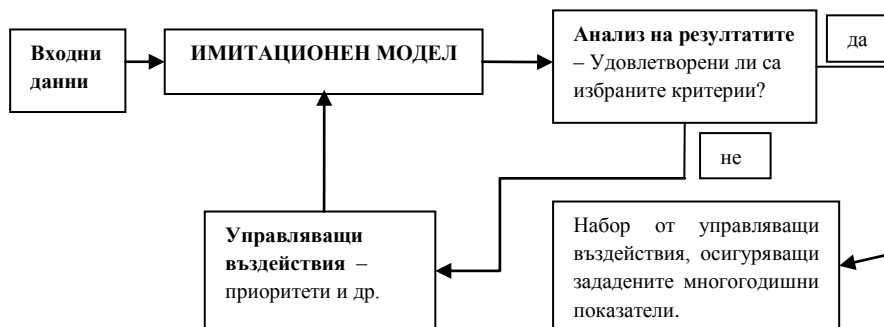 Входни
данни
ИМИТАЦИОНЕН МОДЕЛ
Анализ на резултатите
– Удовлетворени ли са
избраните критерии?
да
не
Управляващи
въздействия –
приоритети и др.
Набор от управляващи
въздействия, осигуряващи
зададените многогодишни
показатели.